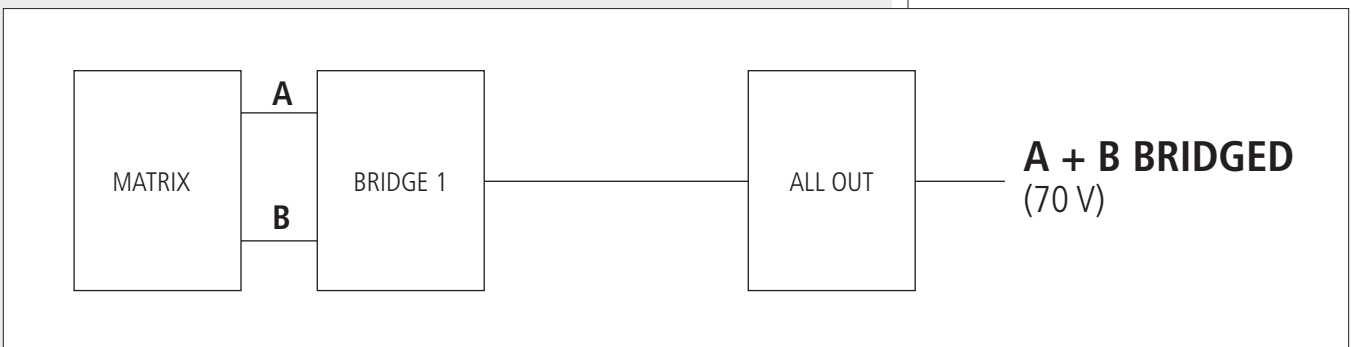 A
MATRIX
BRIDGE 1
ALL OUT
A + B BRIDGED
(70 V)
B